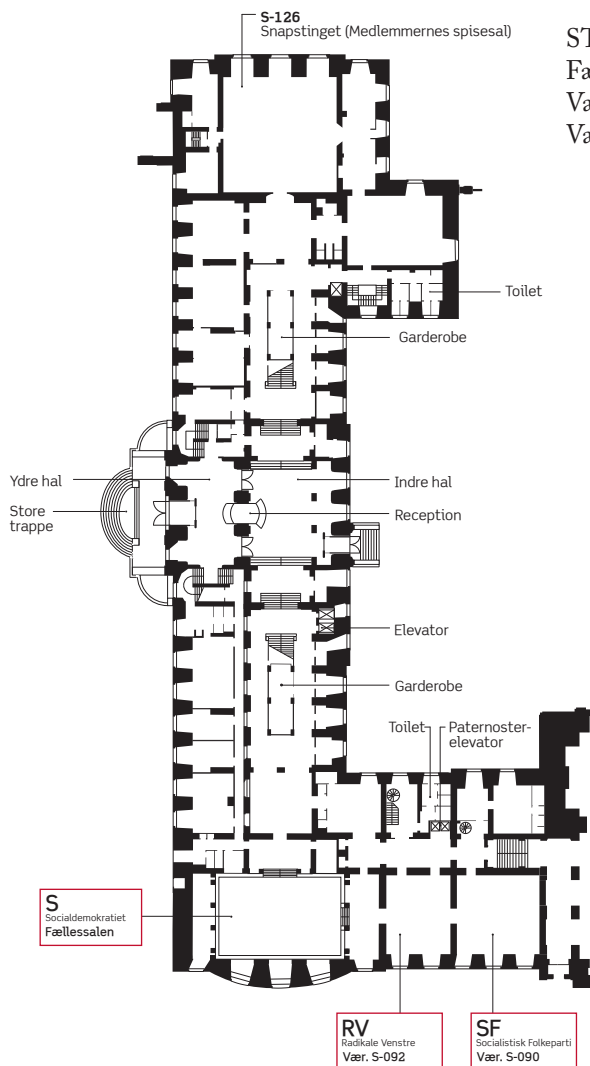 S-126
Snapstinget (Medlemmernes spisesal)
Toilet
Garderobe
Ydre hal
Indre hal
Store
trappe
Reception
Elevator
Garderobe
Toilet
Paternoster-
elevator
S
Socialdemokratiet
Fællessalen
RV
Radikale Venstre
Vær. S-092
SF
Socialistisk Folkeparti
Vær. S-090